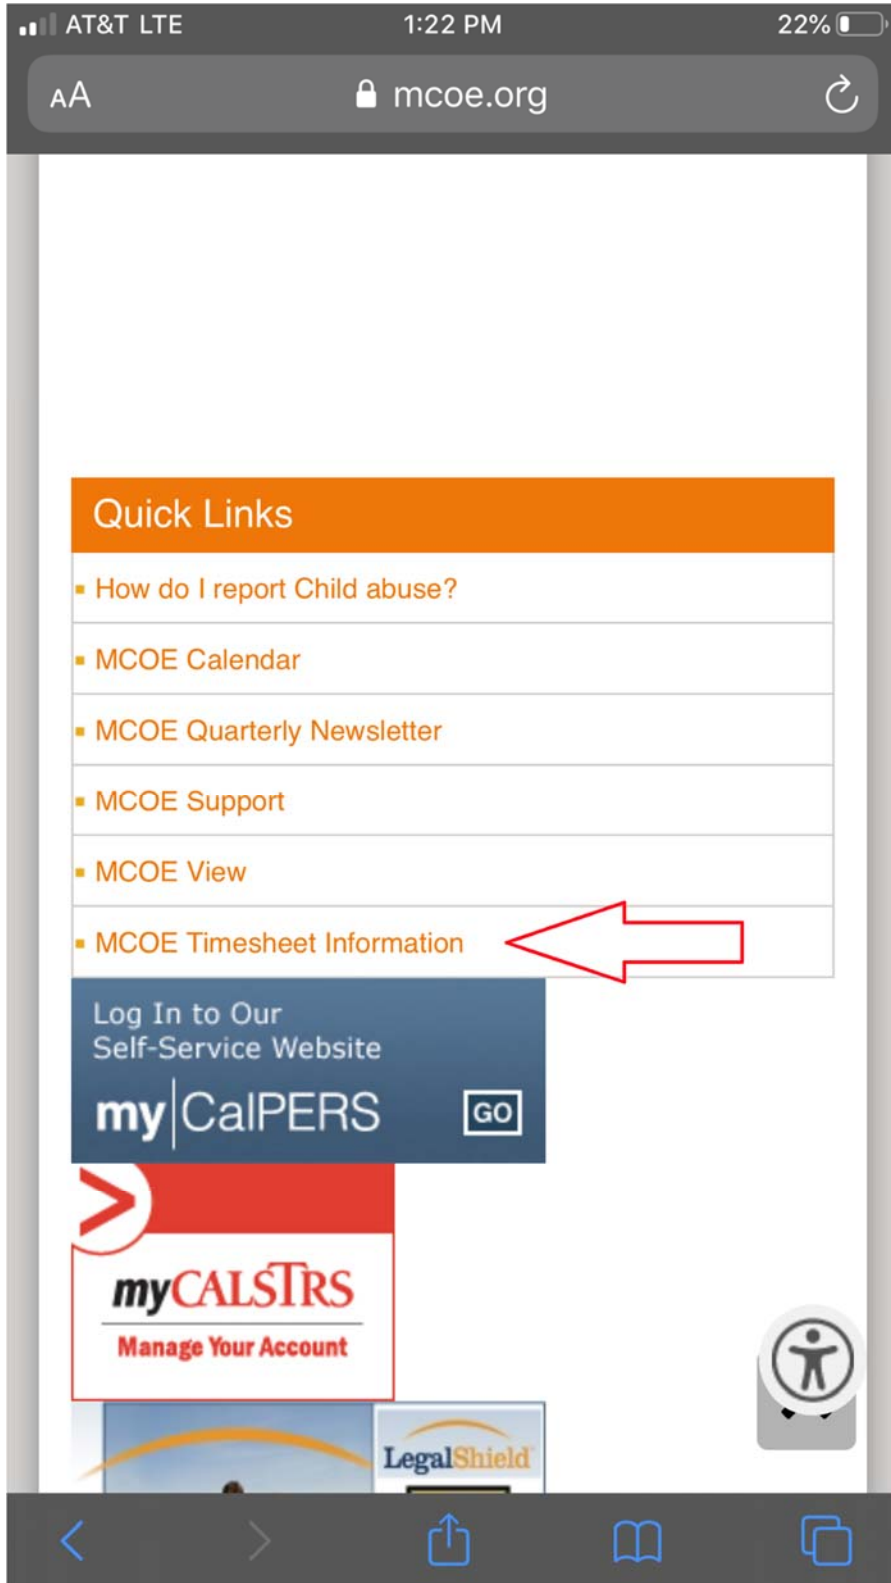 AT&T LTE 1:22 PM 22%
AA mcoe.org
Quick Links
How do I report Child abuse?
MCOE Calendar
MCOE Quarterly Newsletter
MCOE Support
MCOE View
MCOE Timesheet Information
Log In to Our
Self-Service Website
my|CalPERS GO
myCALSTRS
Manage Your Account
LegalShield